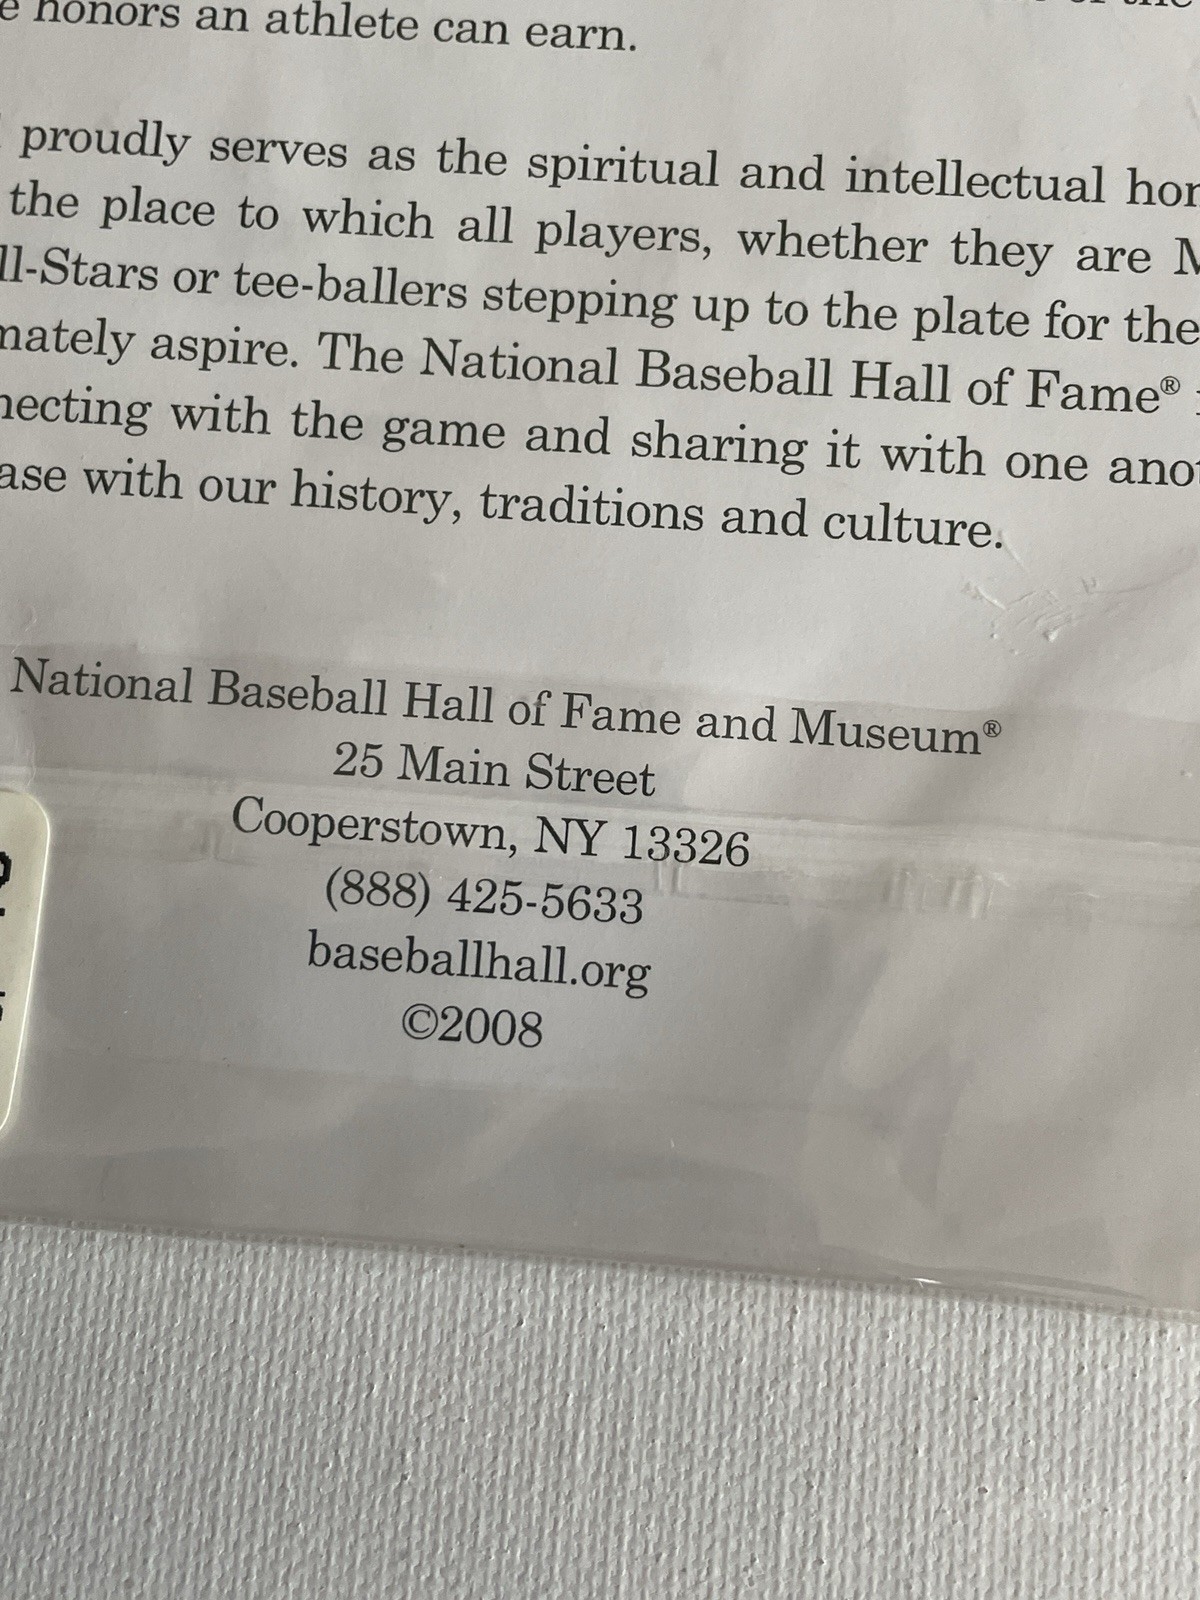 honors an athlete can earn.
proudly serves as the spiritual and intellectual
the place to which all players, whether they are
ll-Stars or tee-ballers stepping up to the plate for the
mately aspire. The National Baseball Hall of Fame®
necting with the game and sharing it with one
ase with our history, traditions and culture.
National Baseball Hall of Fame and Museum®
25 Main Street
Cooperstown, NY 13326
(888) 425-5633
baseballhall.org
©2008